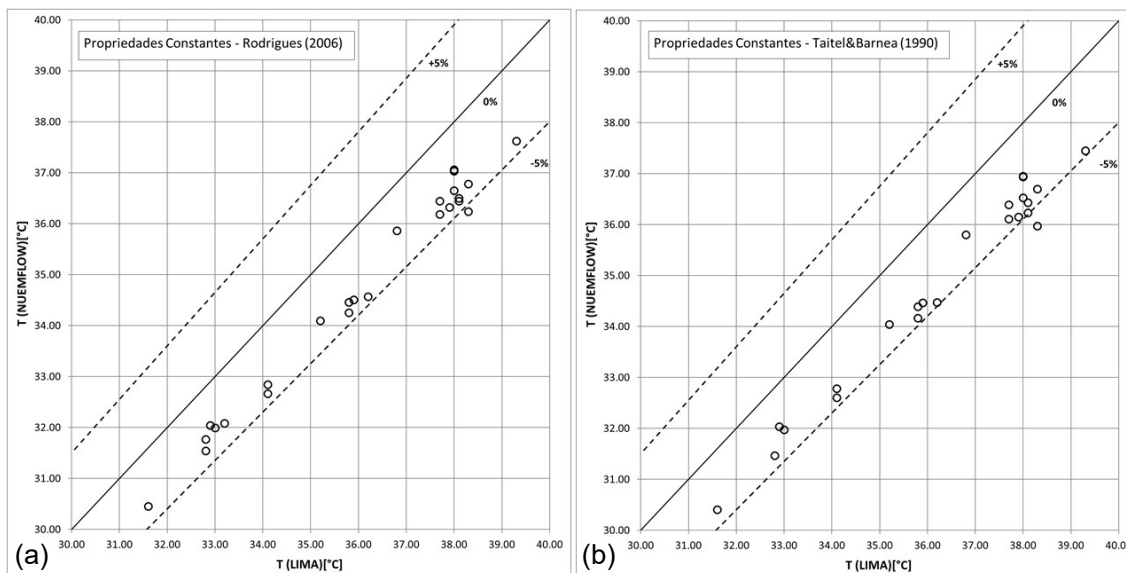 Propriedades Constantes - Rodrigues (2006)
40.00
39.00
38.00
37.00
36.00
35.00
34.00
33.00
32.00
31.00
30.00
T (NUEMFLOW)[°C]
+5%
0%
-5%
30.00 31.00 32.00 33.00 34.00 35.00 36.00 37.00 38.00 39.00 40.00
T (LIMA)[°C]
(a)
Propriedades Constantes - Taitel&Barnea (1990)
40.00
39.00
38.00
37.00
36.00
35.00
34.00
33.00
32.00
31.00
30.00
T (NUEMFLOW)[°C]
+5%
0%
-5%
30.00 31.00 32.00 33.00 34.00 35.00 36.00 37.00 38.00 39.00 40.00
T (LIMA)[°C]
(b)